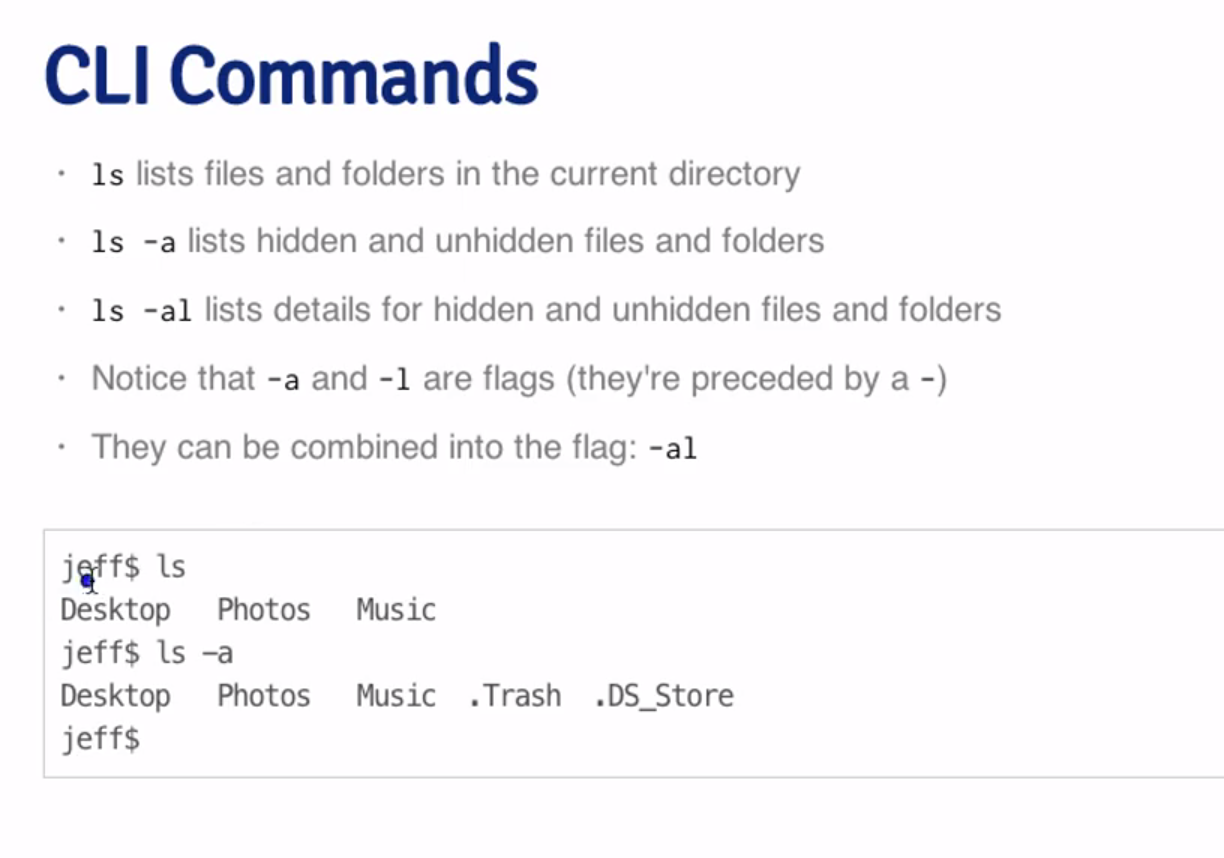 CLI Commands
· ls lists files and folders in the current directory
· ls -a lists hidden and unhidden files and folders
· ls -al lists details for hidden and unhidden files and folders
· Notice that -a and -l are flags (they're preceded by a -)
· They can be combined into the flag: -al
jeff$ ls
Desktop   Photos   Music
jeff$ ls –a
Desktop   Photos   Music  .Trash  .DS_Store
jeff$